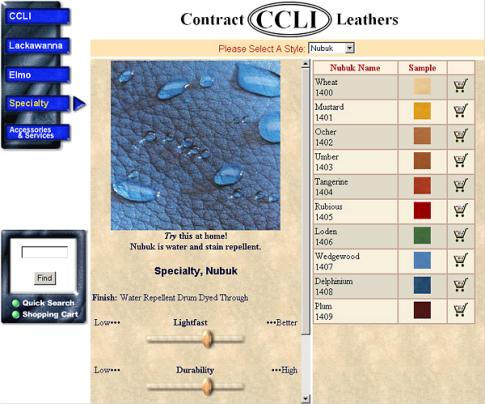 CCLI
Lackawanna
Elmo
Specialty
Accessories
& Services
Find
Quick Search
Shopping Cart
Contract CCLI Leathers
Please Select A Style: Nubuk
Try this at home!
Nubuk is water and stain repellent.
Specialty, Nubuk
Finish: Water Repellent Drum Dyed Through
Low••• Lightfast •••Better
Low••• Durability •••High
Nubuk Name Sample
Wheat
1400
Mustard
1401
Ocher
1402
Umber
1403
Tangerine
1404
Rubious
1405
Loden
1406
Wedgewood
1407
Delphinium
1408
Plum
1409